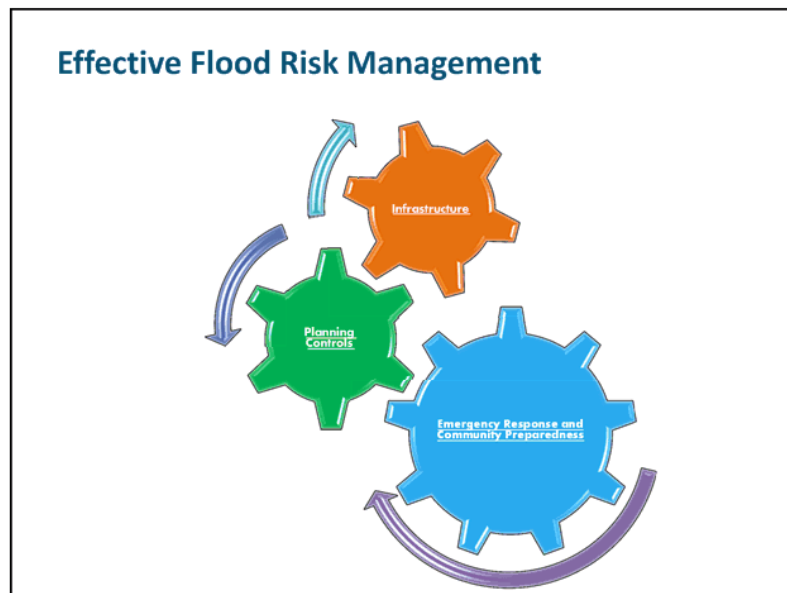 Effective Flood Risk Management
Infrastructure
Planning
Controls
Emergency Response and
Community Preparedness